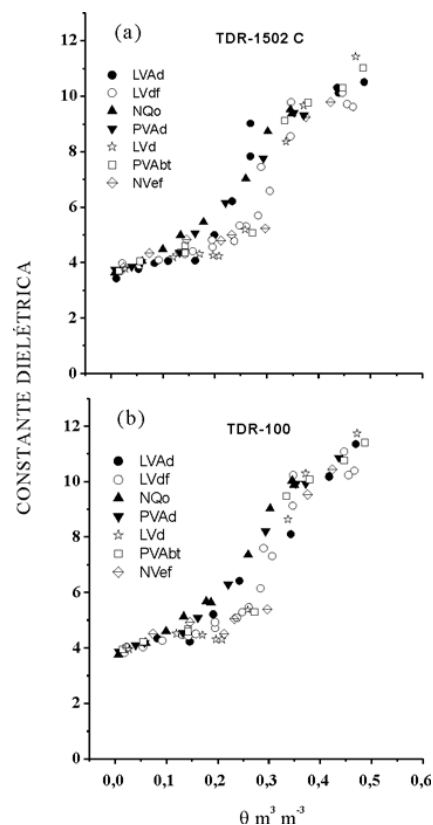 CONSTANTE DIELÉTRICA
12
10
8
6
4
2
0
(a)
TDR-1502 C
LVAd
LVdf
NQo
PVAd
LVd
PVAbt
NVef
12
10
8
6
4
2
0
(b)
TDR-100
LVAd
LVdf
NQo
PVAd
LVd
PVAbt
NVef
0,0 0,1 0,2 0,3 0,4 0,5 0,6
θ m³ m⁻³